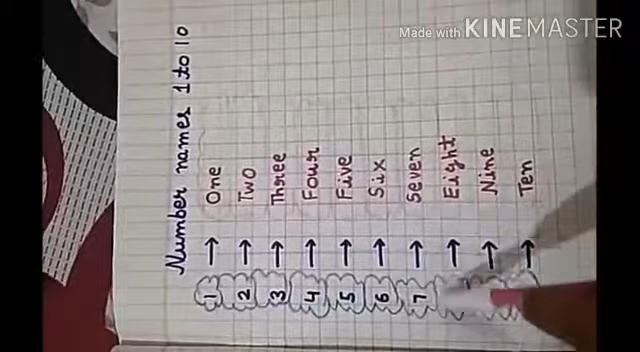 Made with KINEMASTER
Number names 1 to 10
1 → One
2 → Two
3 → Three
4 → Four
5 → Five
6 → Six
7 → Seven
→ Eight
→ Nine
→ Ten